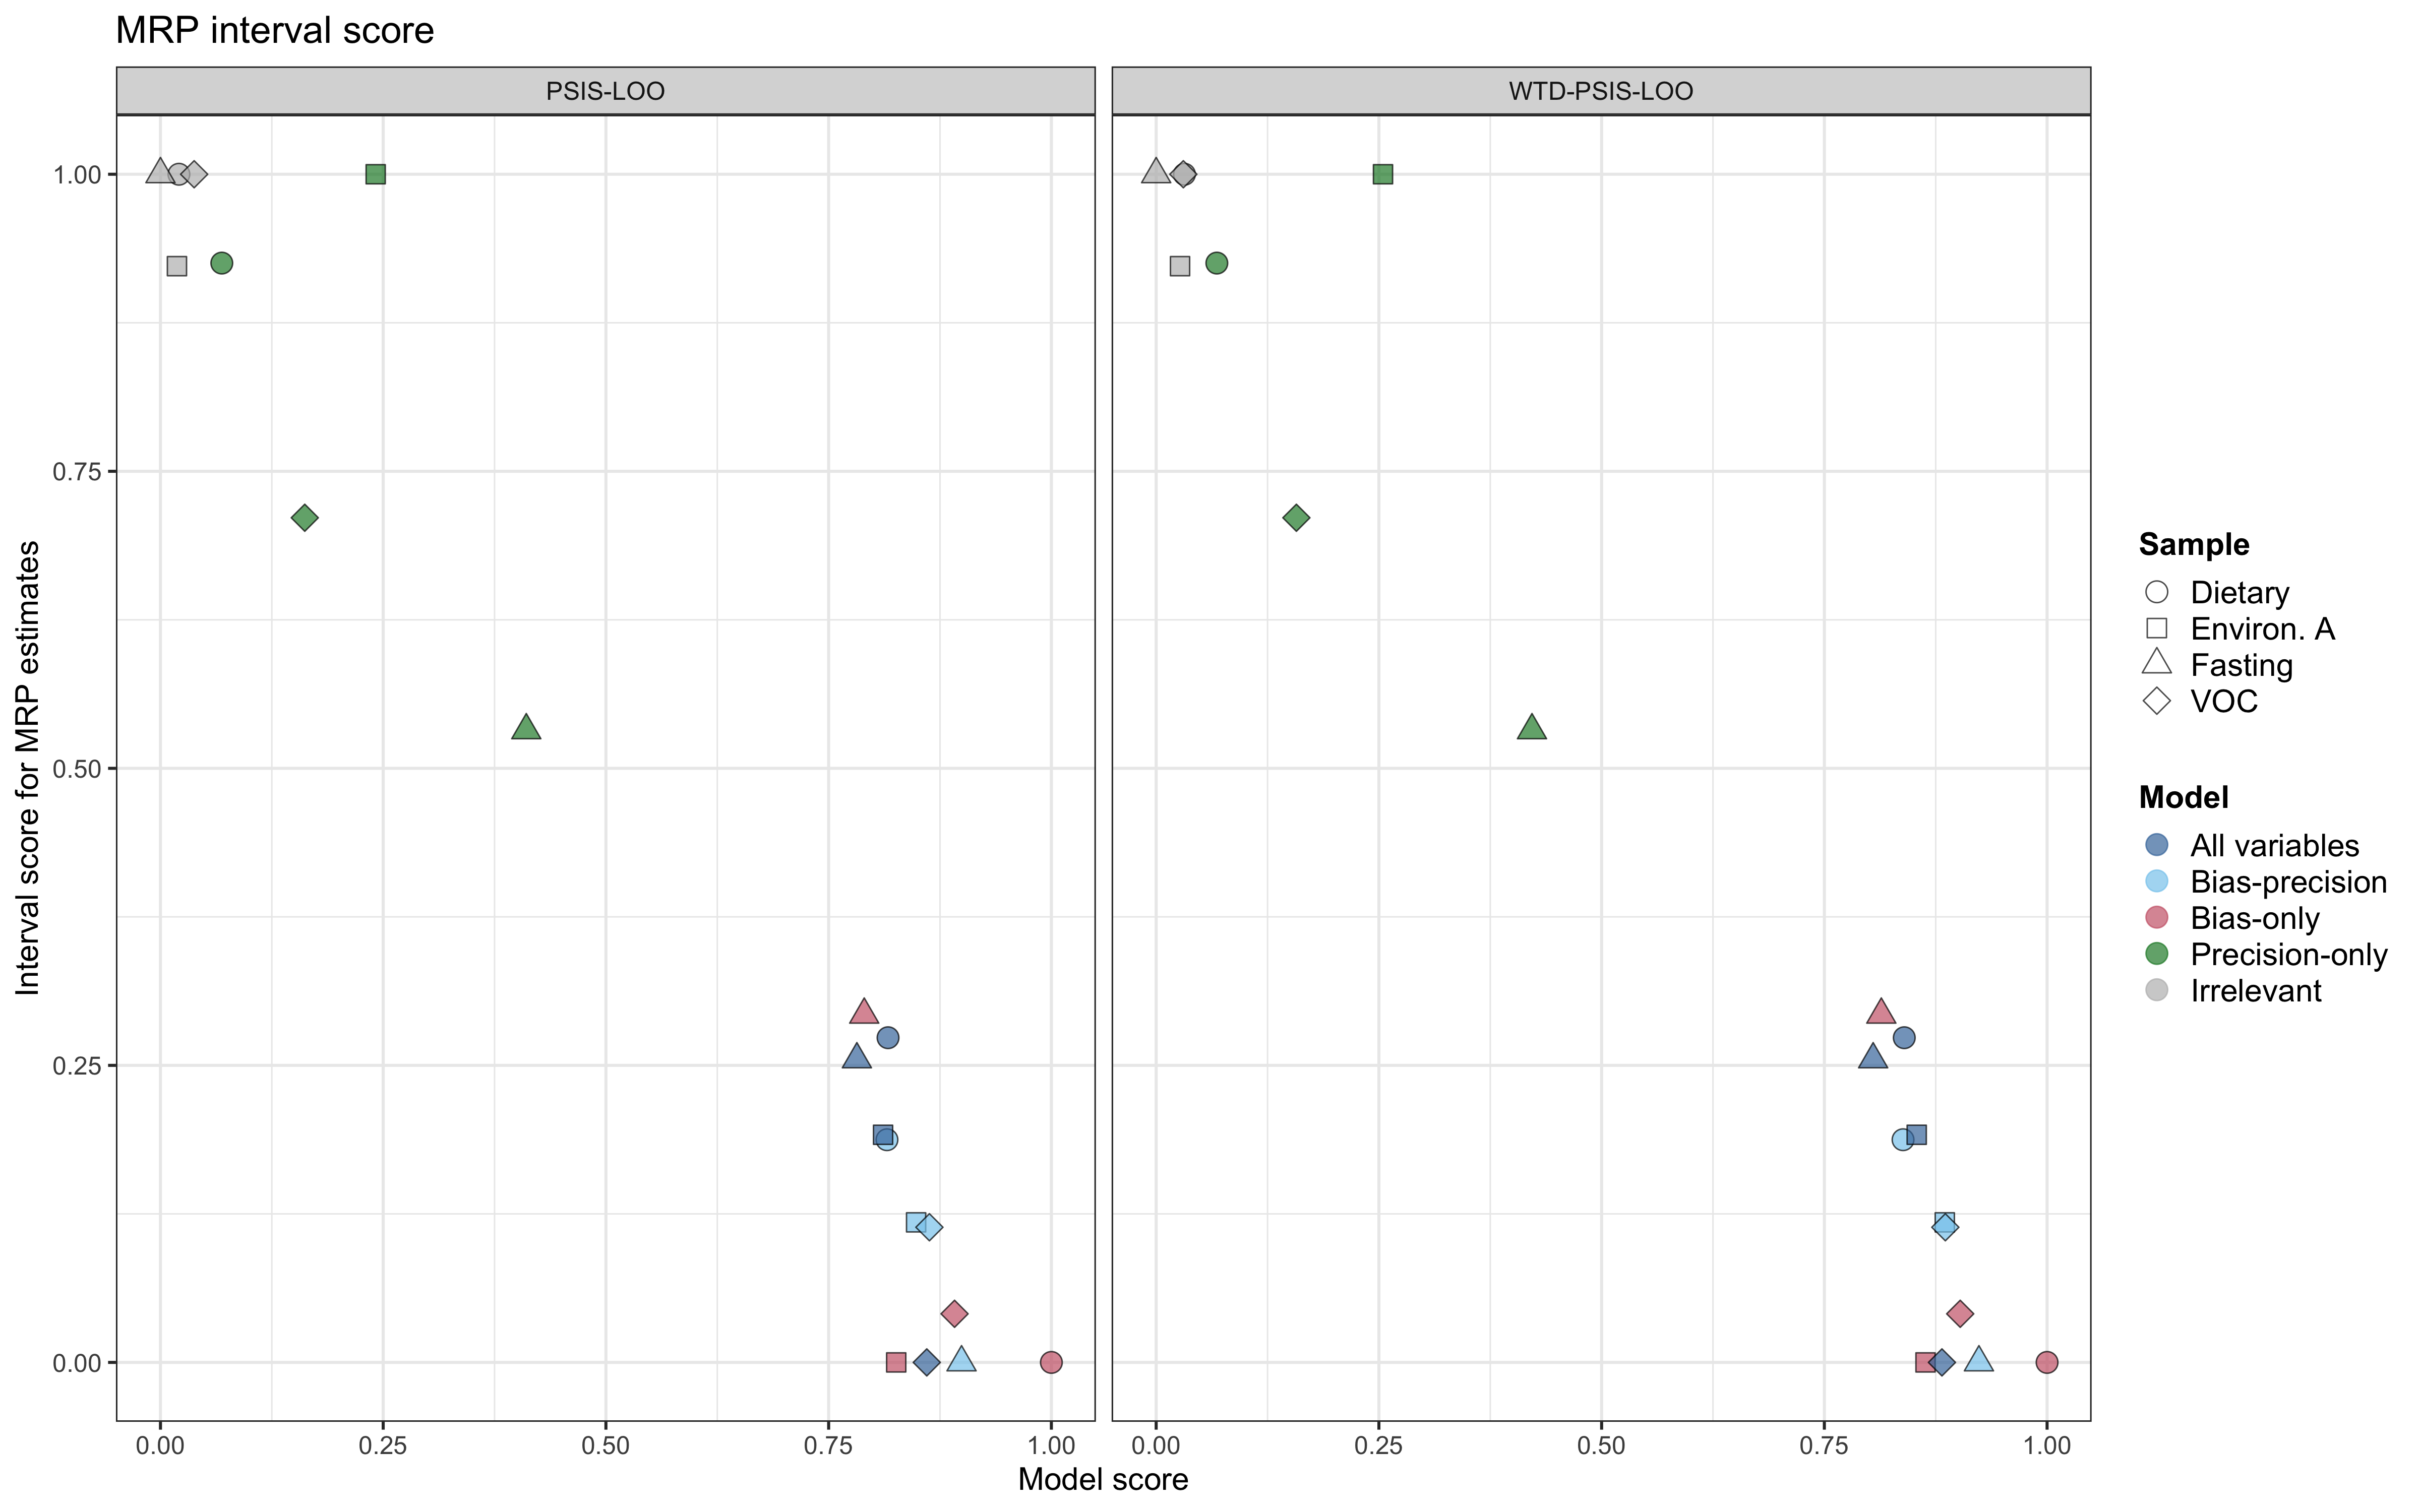 MRP interval score
PSIS-LOO
WTD-PSIS-LOO
Interval score for MRP estimates
1.00
0.75
0.50
0.25
0.00
0.00 0.25 0.50 0.75 1.00
0.00 0.25 0.50 0.75 1.00
Model score
Sample
Dietary
Environ. A
Fasting
VOC
Model
All variables
Bias-precision
Bias-only
Precision-only
Irrelevant